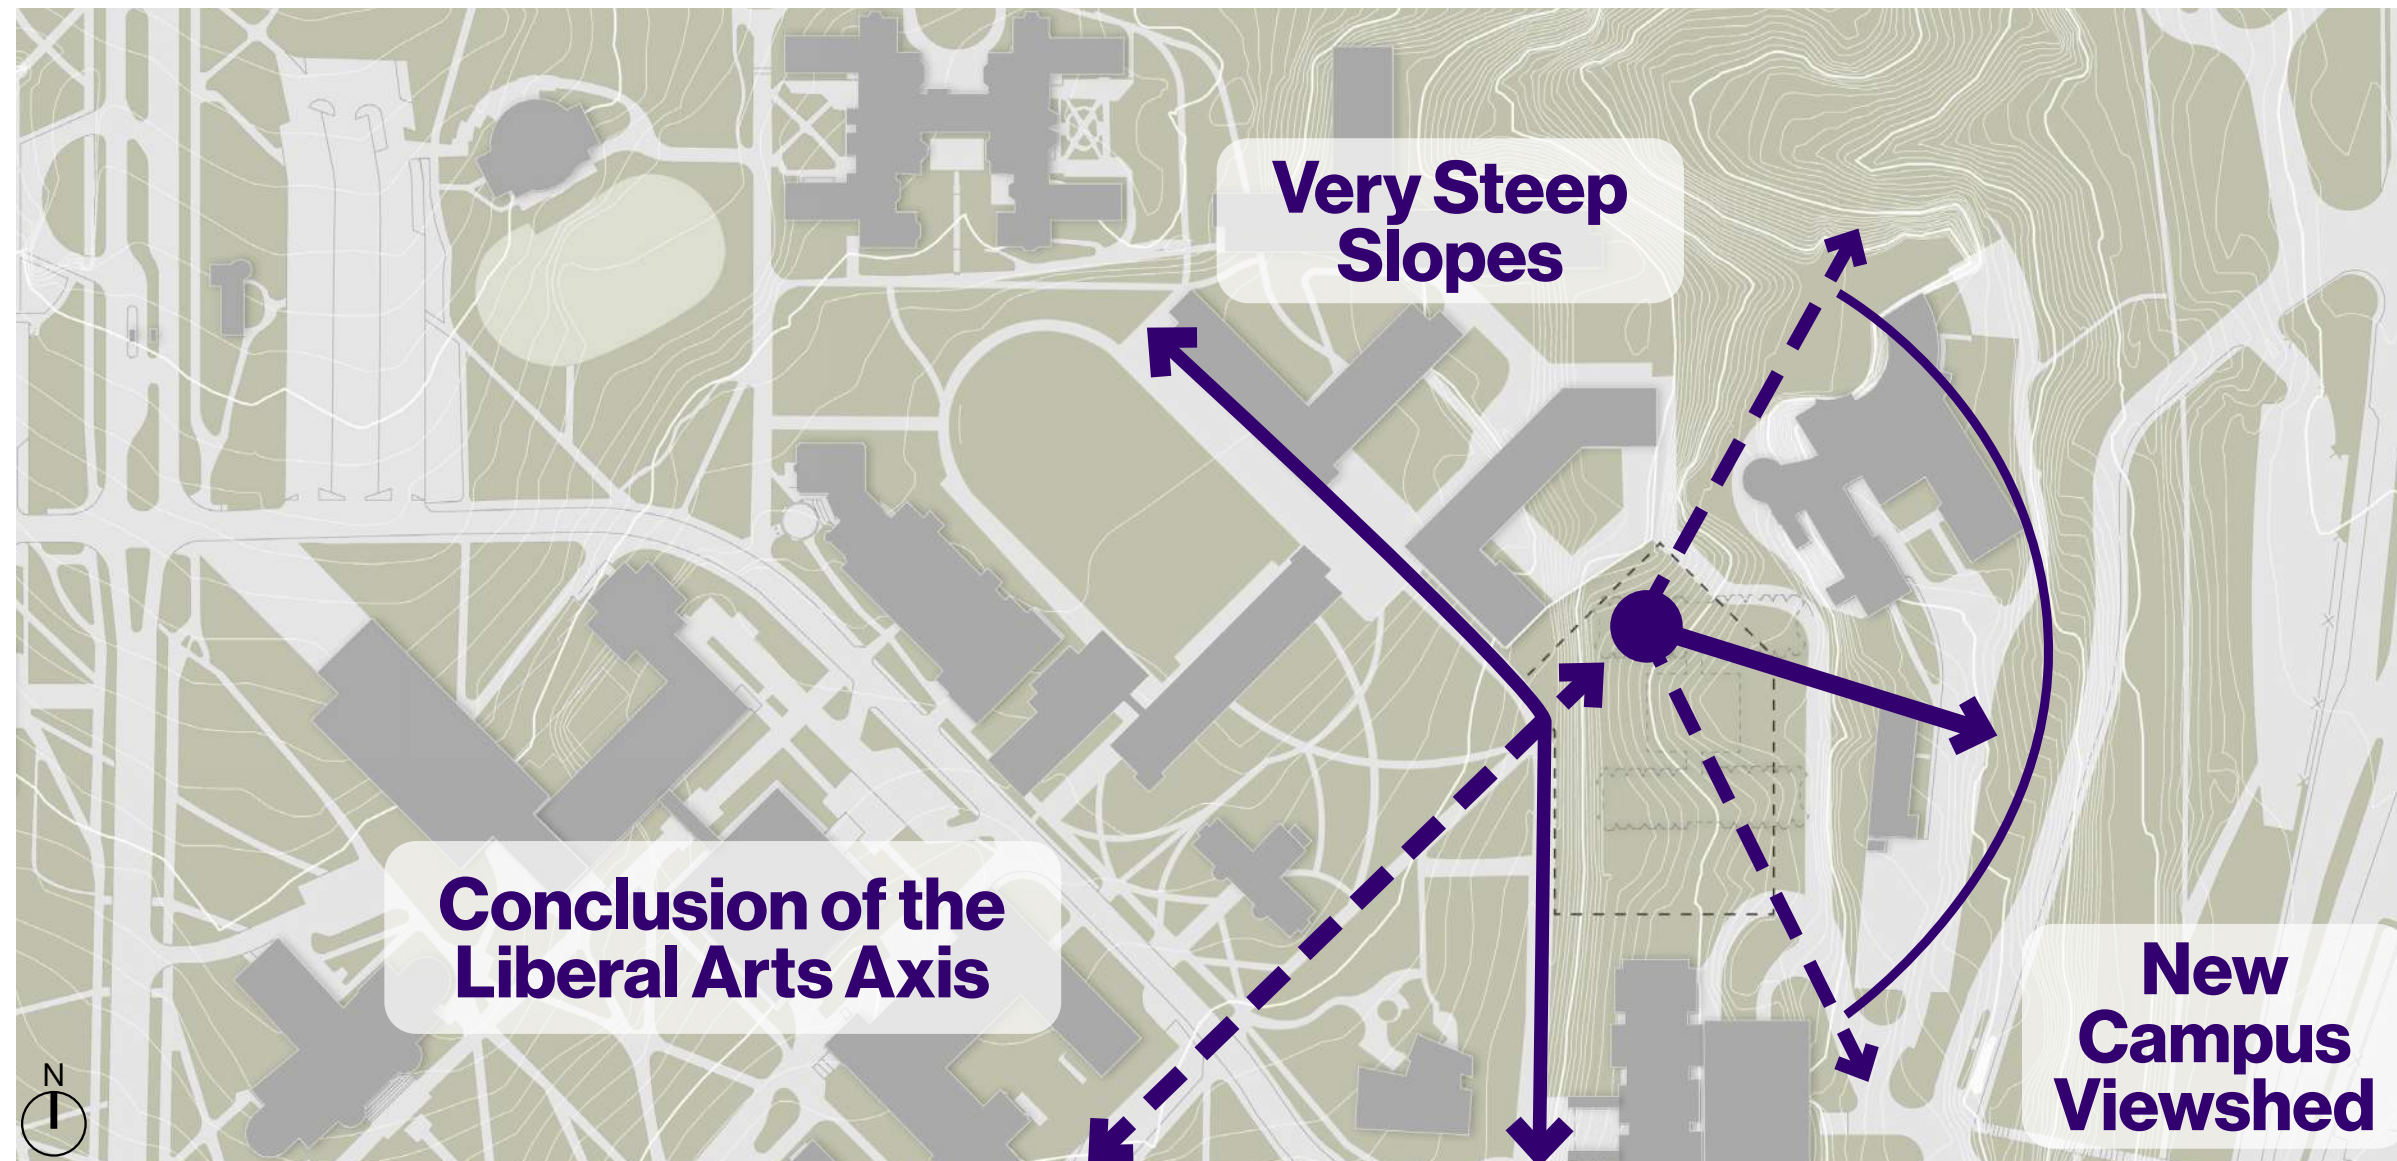 Very Steep
Slopes
Conclusion of the
Liberal Arts Axis
New
Campus
Viewshed
N